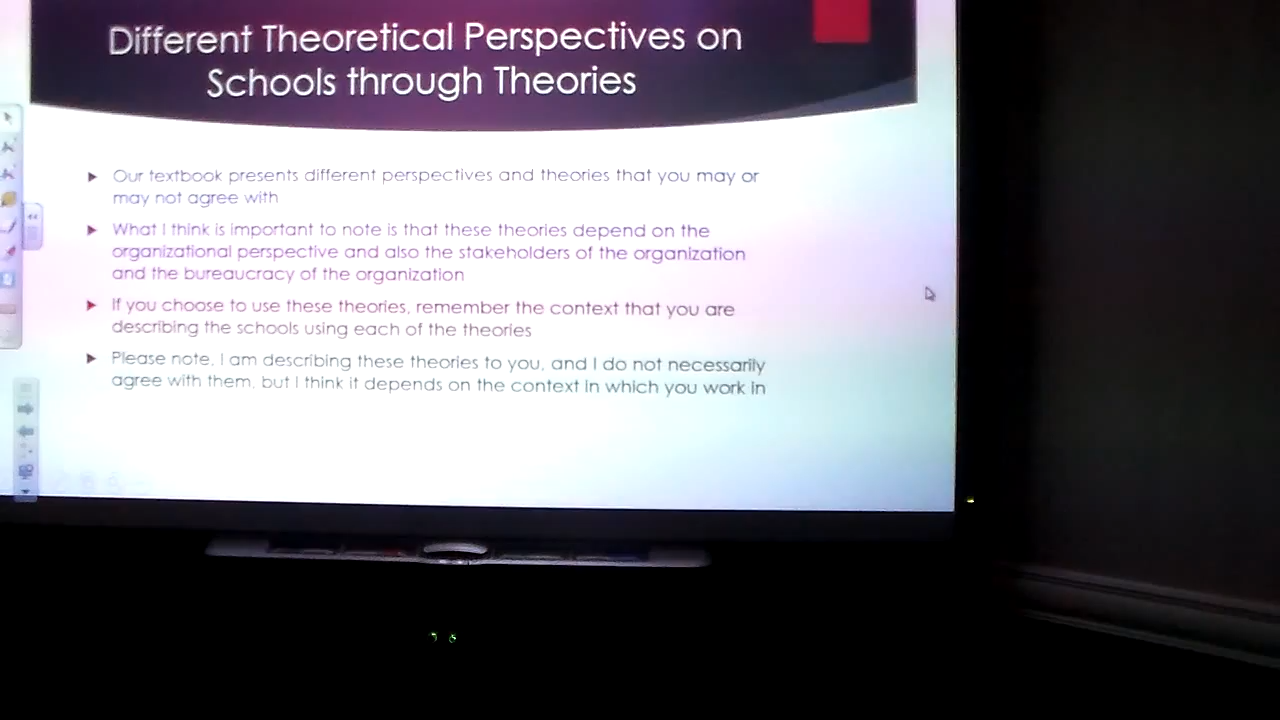 Different Theoretical Perspectives on
Schools through Theories
Our textbook presents different perspectives and theories that you may or
may not agree with
What I think is important to note is that these theories depend on the
organizational perspective and also the stakeholders of the organization
and the bureaucracy of the organization
If you choose to use these theories, remember the context that you are
describing the schools using each of the theories
Please note, I am describing these theories to you, and I do not necessarily
agree with them, but I think it depends on the context in which you work in